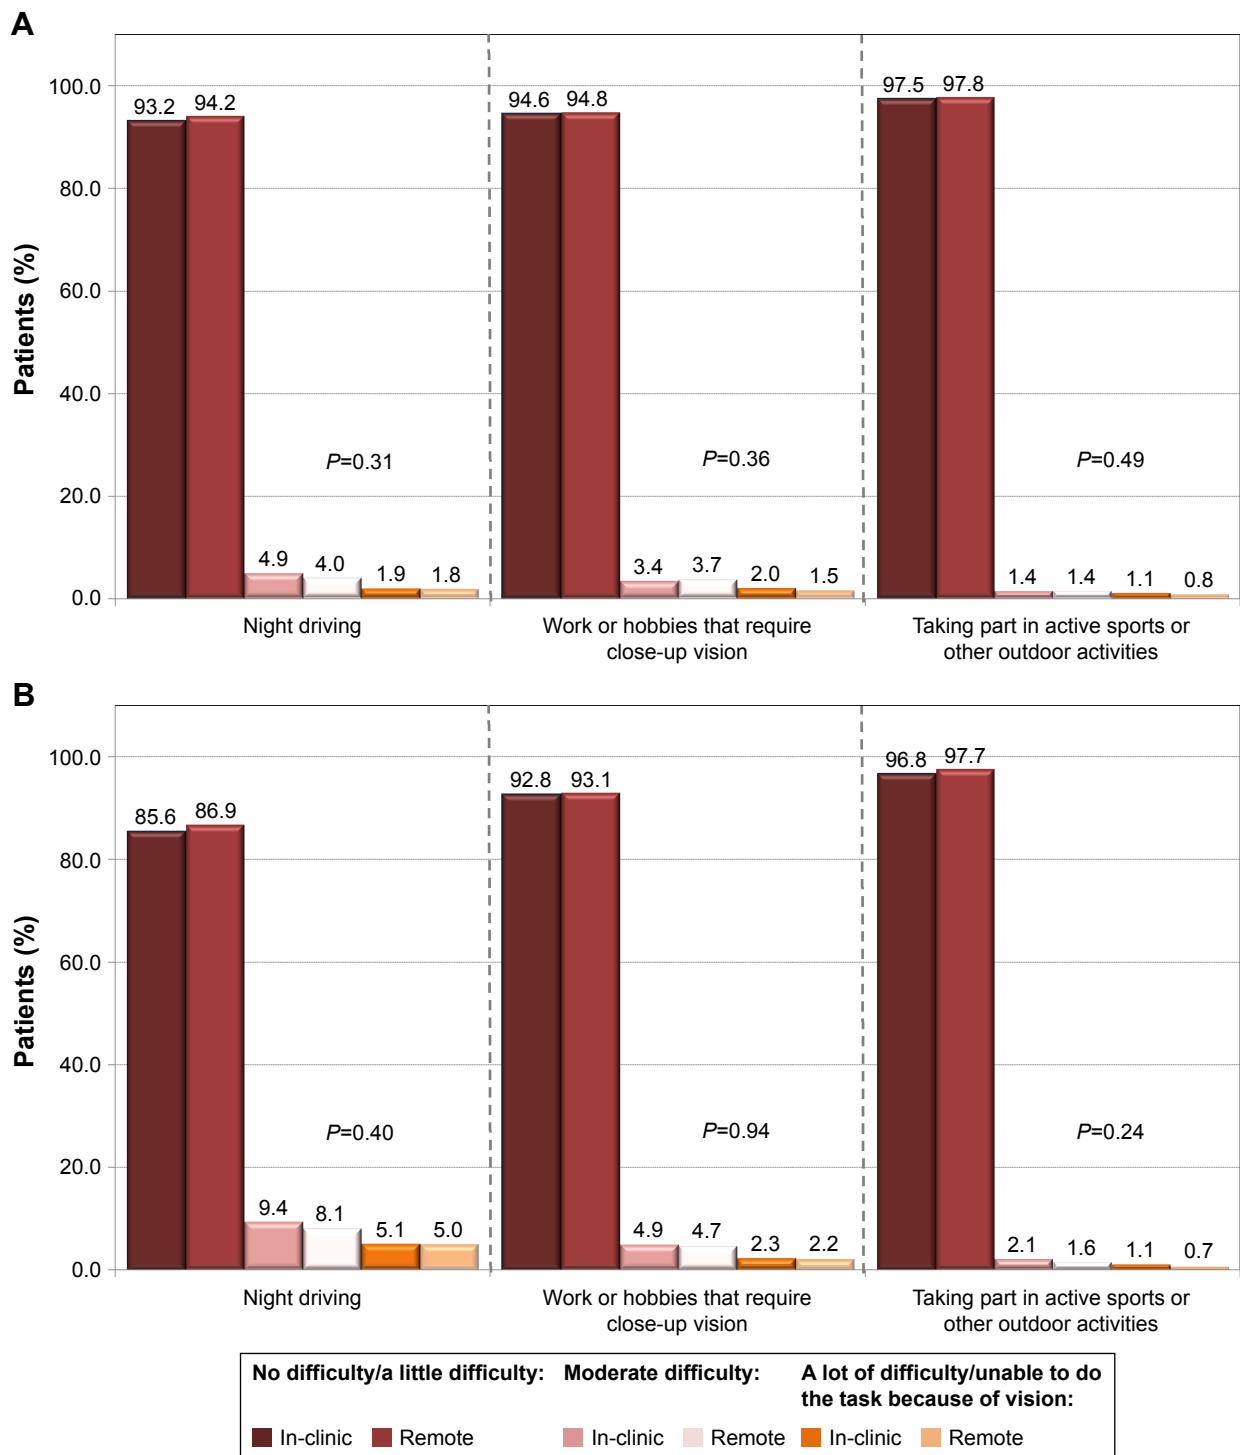 A
Patients (%)
100.0
80.0
60.0
40.0
20.0
0.0
93.2
94.2
4.9
4.0
1.9
1.8
P=0.31
94.6
94.8
3.4
3.7
2.0
1.5
P=0.36
97.5
97.8
1.4
1.4
1.1
0.8
P=0.49
Night driving
Work or hobbies that require
close-up vision
Taking part in active sports or
other outdoor activities
B
Patients (%)
100.0
80.0
60.0
40.0
20.0
0.0
85.6
86.9
9.4
8.1
5.1
5.0
P=0.40
92.8
93.1
4.9
4.7
2.3
2.2
P=0.94
96.8
97.7
2.1
1.6
1.1
0.7
P=0.24
Night driving
Work or hobbies that require
close-up vision
Taking part in active sports or
other outdoor activities
No difficulty/a little difficulty:
In-clinic Remote
Moderate difficulty:
In-clinic Remote
A lot of difficulty/unable to do
the task because of vision:
In-clinic Remote